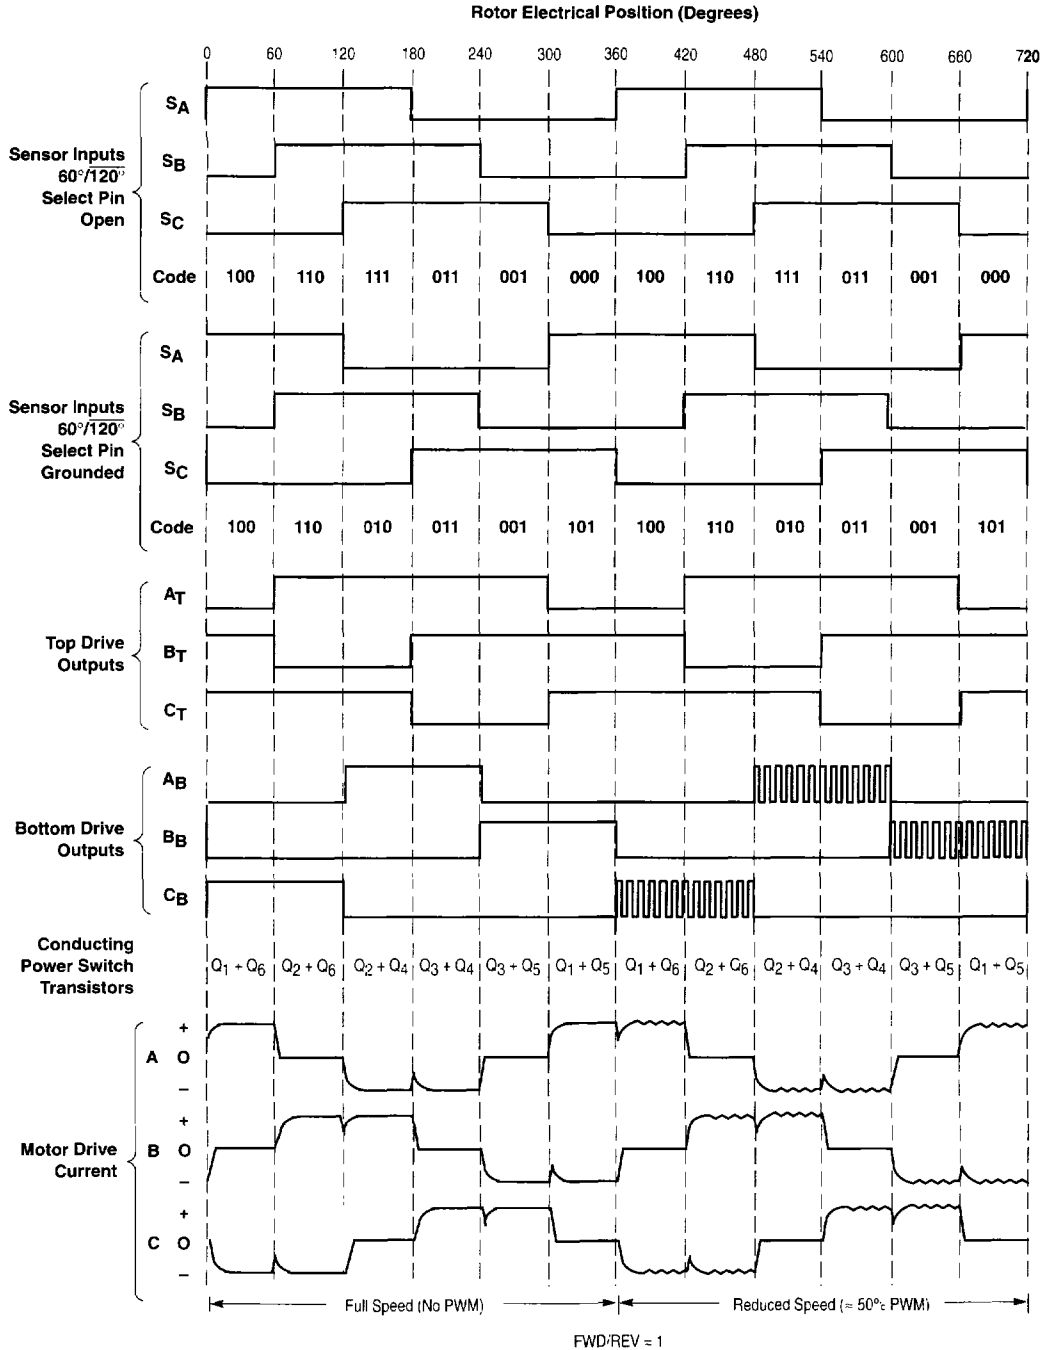 Rotor Electrical Position (Degrees)
0 60 120 180 240 300 360 420 480 540 600 660 720
SA
Sensor Inputs
60°/120°
Select Pin
Open
SB
SC
Code 100 110 111 011 001 000 100 110 111 011 001 000
SA
Sensor Inputs
60°/120°
Select Pin
Grounded
SB
SC
Code 100 110 010 011 001 101 100 110 010 011 001 101
AT
Top Drive
Outputs
BT
CT
AB
Bottom Drive
Outputs
BB
CB
Conducting
Power Switch
Transistors
Q1 + Q6 Q2 + Q6 Q2 + Q4 Q3 + Q4 Q3 + Q5 Q1 + Q5 Q1 + Q6 Q2 + Q6 Q2 + Q4 Q3 + Q4 Q3 + Q5 Q1 + Q5
+
A O
–
Motor Drive
Current
+
B O
–
+
C O
–
Full Speed (No PWM) Reduced Speed (≈ 50% PWM)
FWD/REV = 1